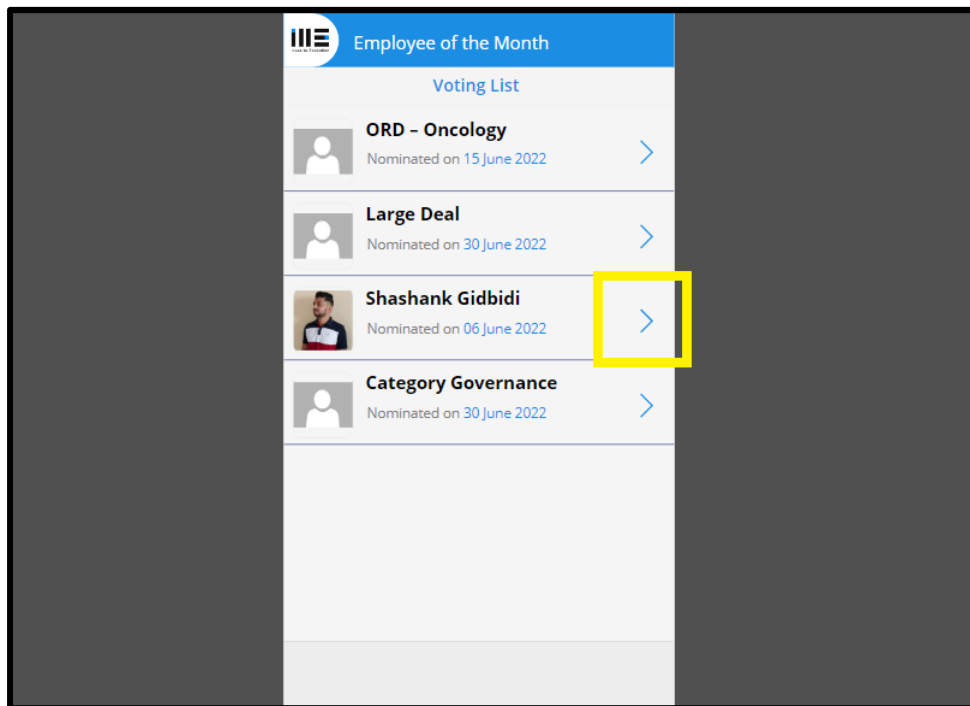 Employee of the Month
Voting List
ORD – Oncology
Nominated on 15 June 2022
Large Deal
Nominated on 30 June 2022
Shashank Gidbidi
Nominated on 06 June 2022
Category Governance
Nominated on 30 June 2022